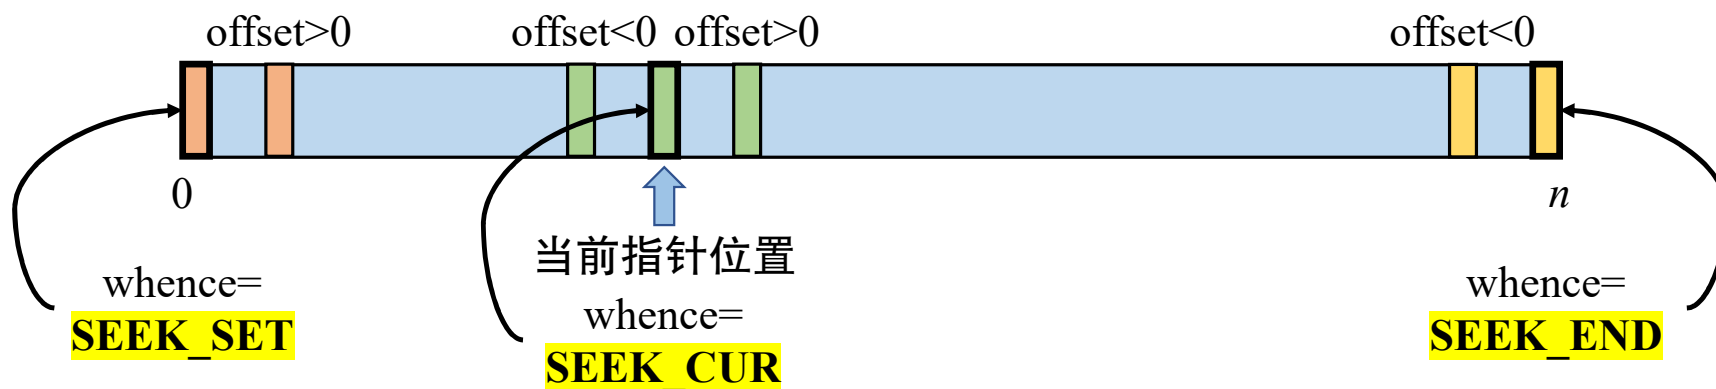 offset>0
offset<0
offset>0
offset<0
0
n
当前指针位置
whence=
SEEK_SET
whence=
SEEK_CUR
whence=
SEEK_END